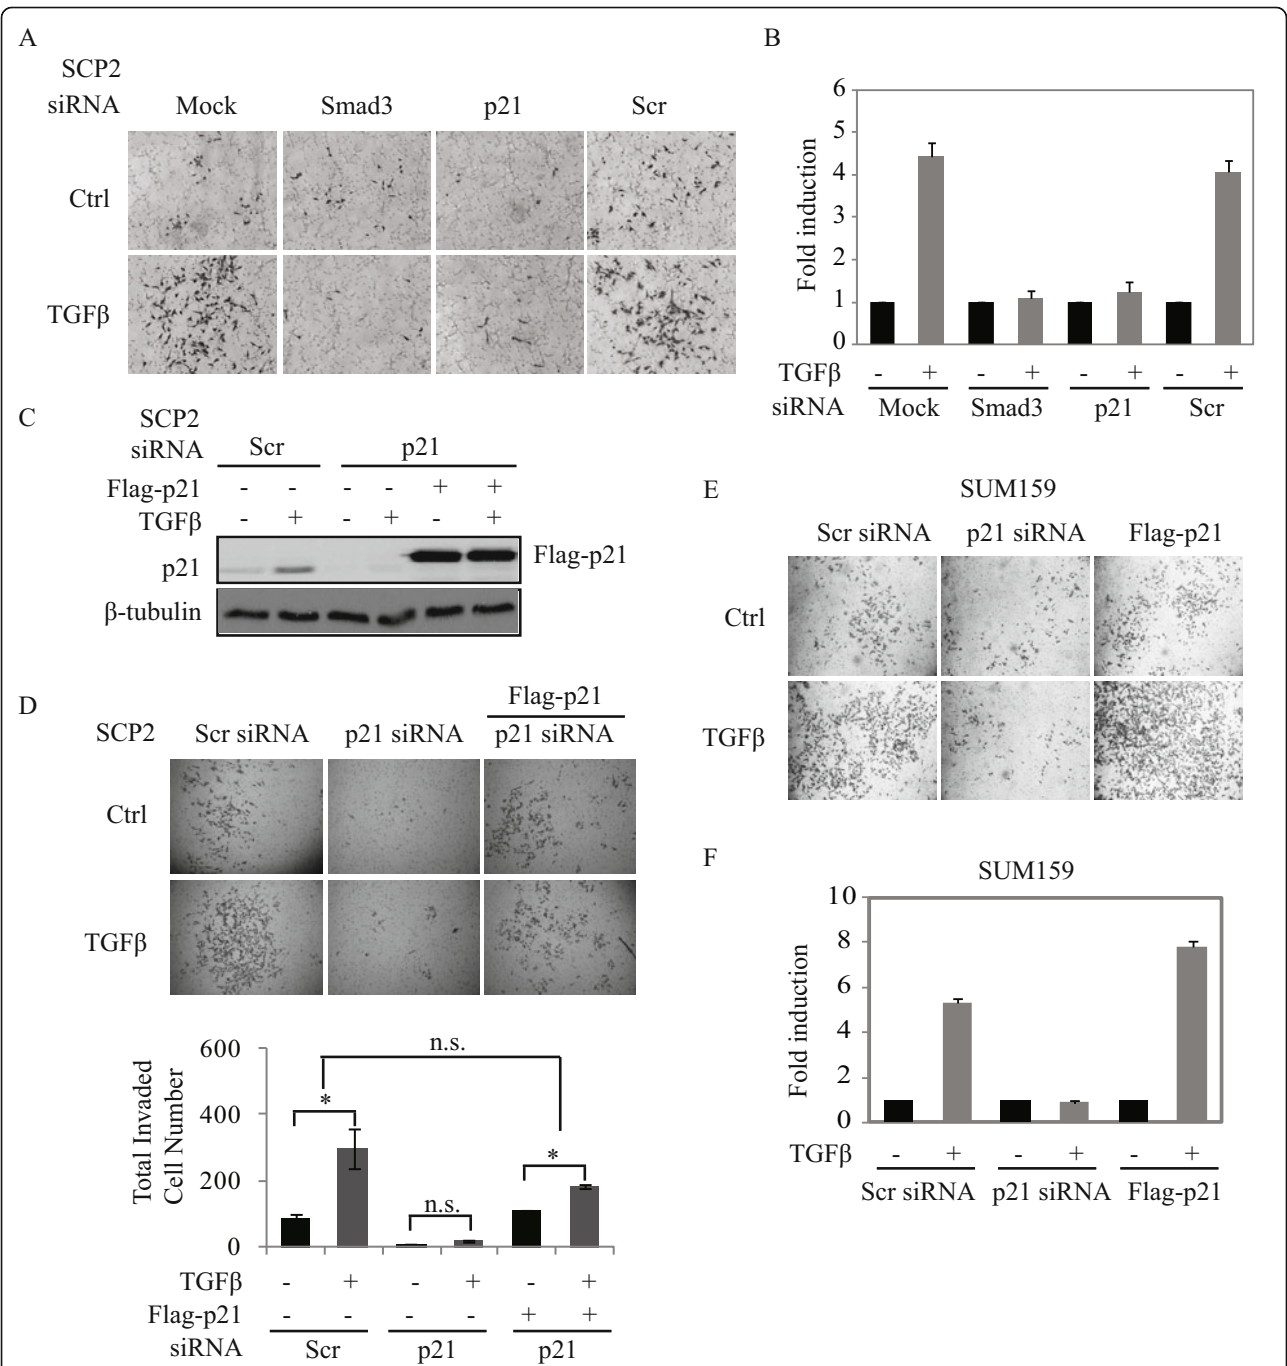 A
SCP2
siRNA Mock Smad3 p21 Scr
Ctrl
TGFβ
B
6
5
4
3
2
1
0
Fold induction
TGFβ - + - + - + - +
siRNA Mock Smad3 p21 Scr
C
SCP2
siRNA Scr p21
Flag-p21 - - - - + +
TGFβ - + - + - +
p21 Flag-p21
β-tubulin
D
Flag-p21
SCP2 Scr siRNA p21 siRNA p21 siRNA
Ctrl
TGFβ
600
400
200
0
Total Invaded
Cell Number
n.s.
*
n.s.
*
TGFβ - + - + - +
Flag-p21 - - - - + +
siRNA Scr p21 p21
E
SUM159
Scr siRNA p21 siRNA Flag-p21
Ctrl
TGFβ
F
SUM159
10
8
6
4
2
0
Fold induction
TGFβ - + - + - +
Scr siRNA p21 siRNA Flag-p21